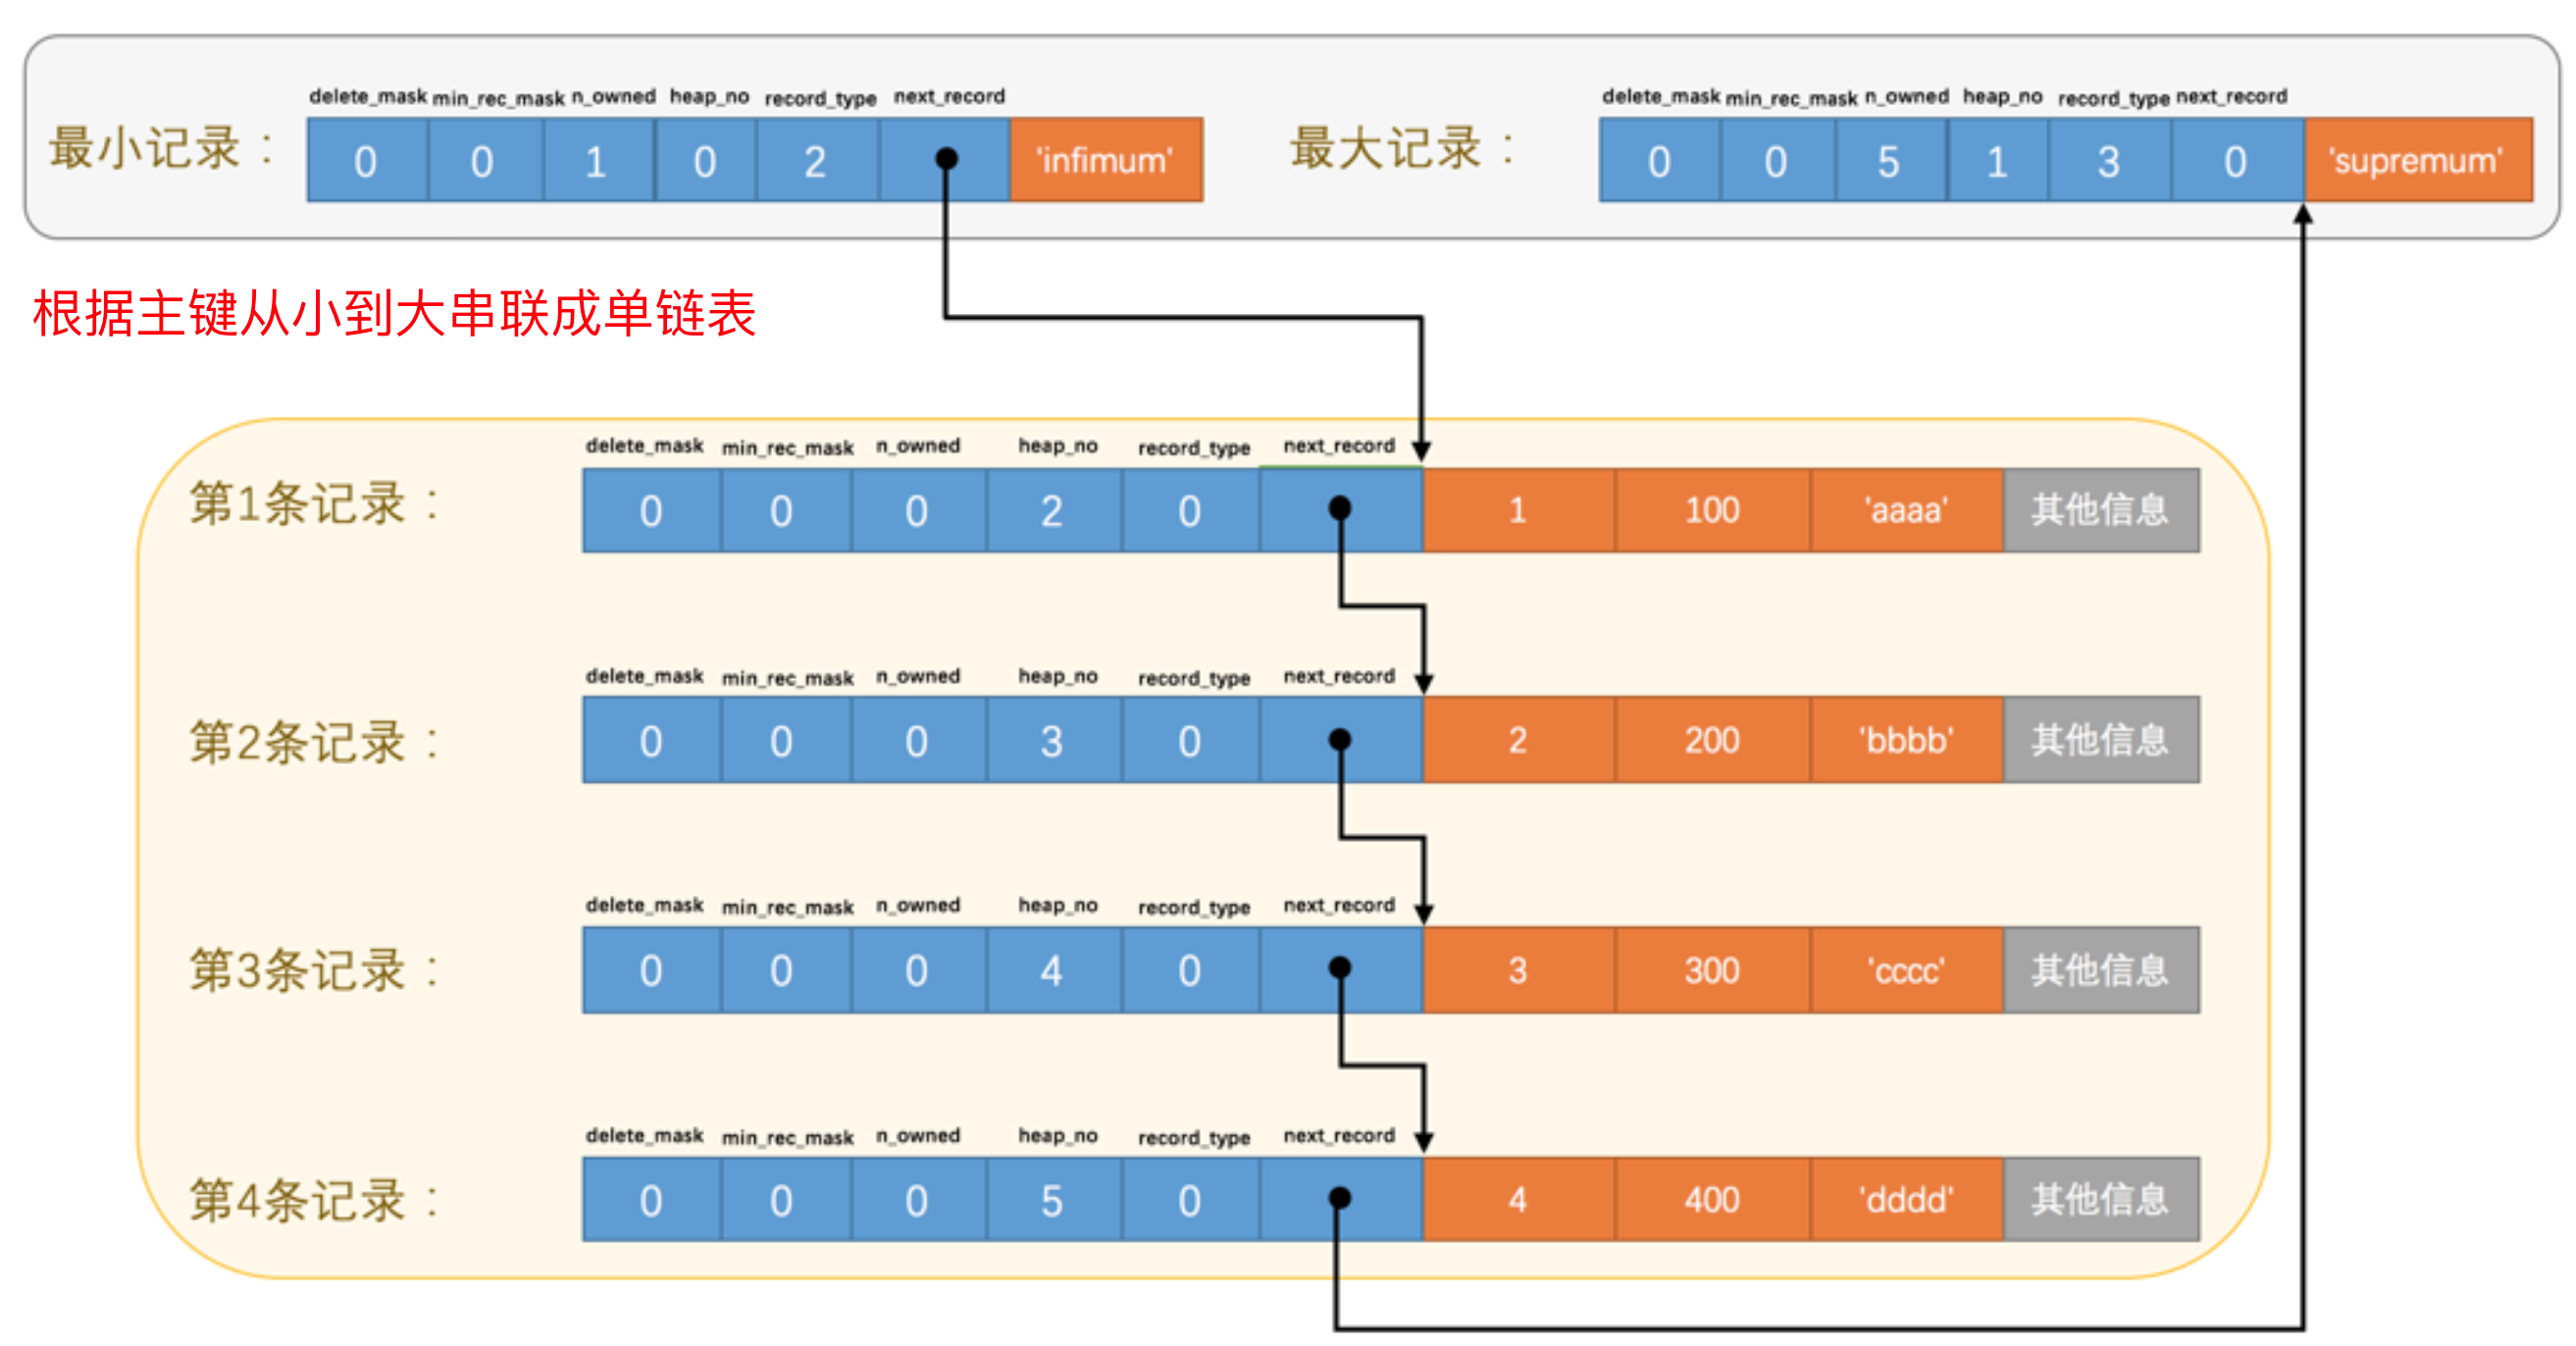 delete_mask min_rec_mask n_owned heap_no record_type next_record
最小记录： 0 0 1 0 2 'infimum'
delete_mask min_rec_mask n_owned heap_no record_type next_record
最大记录： 0 0 5 1 3 0 'supremum'
根据主键从小到大串联成单链表
delete_mask min_rec_mask n_owned heap_no record_type next_record
第1条记录： 0 0 0 2 0 1 100 'aaaa' 其他信息
delete_mask min_rec_mask n_owned heap_no record_type next_record
第2条记录： 0 0 0 3 0 2 200 'bbbb' 其他信息
delete_mask min_rec_mask n_owned heap_no record_type next_record
第3条记录： 0 0 0 4 0 3 300 'cccc' 其他信息
delete_mask min_rec_mask n_owned heap_no record_type next_record
第4条记录： 0 0 0 5 0 4 400 'dddd' 其他信息